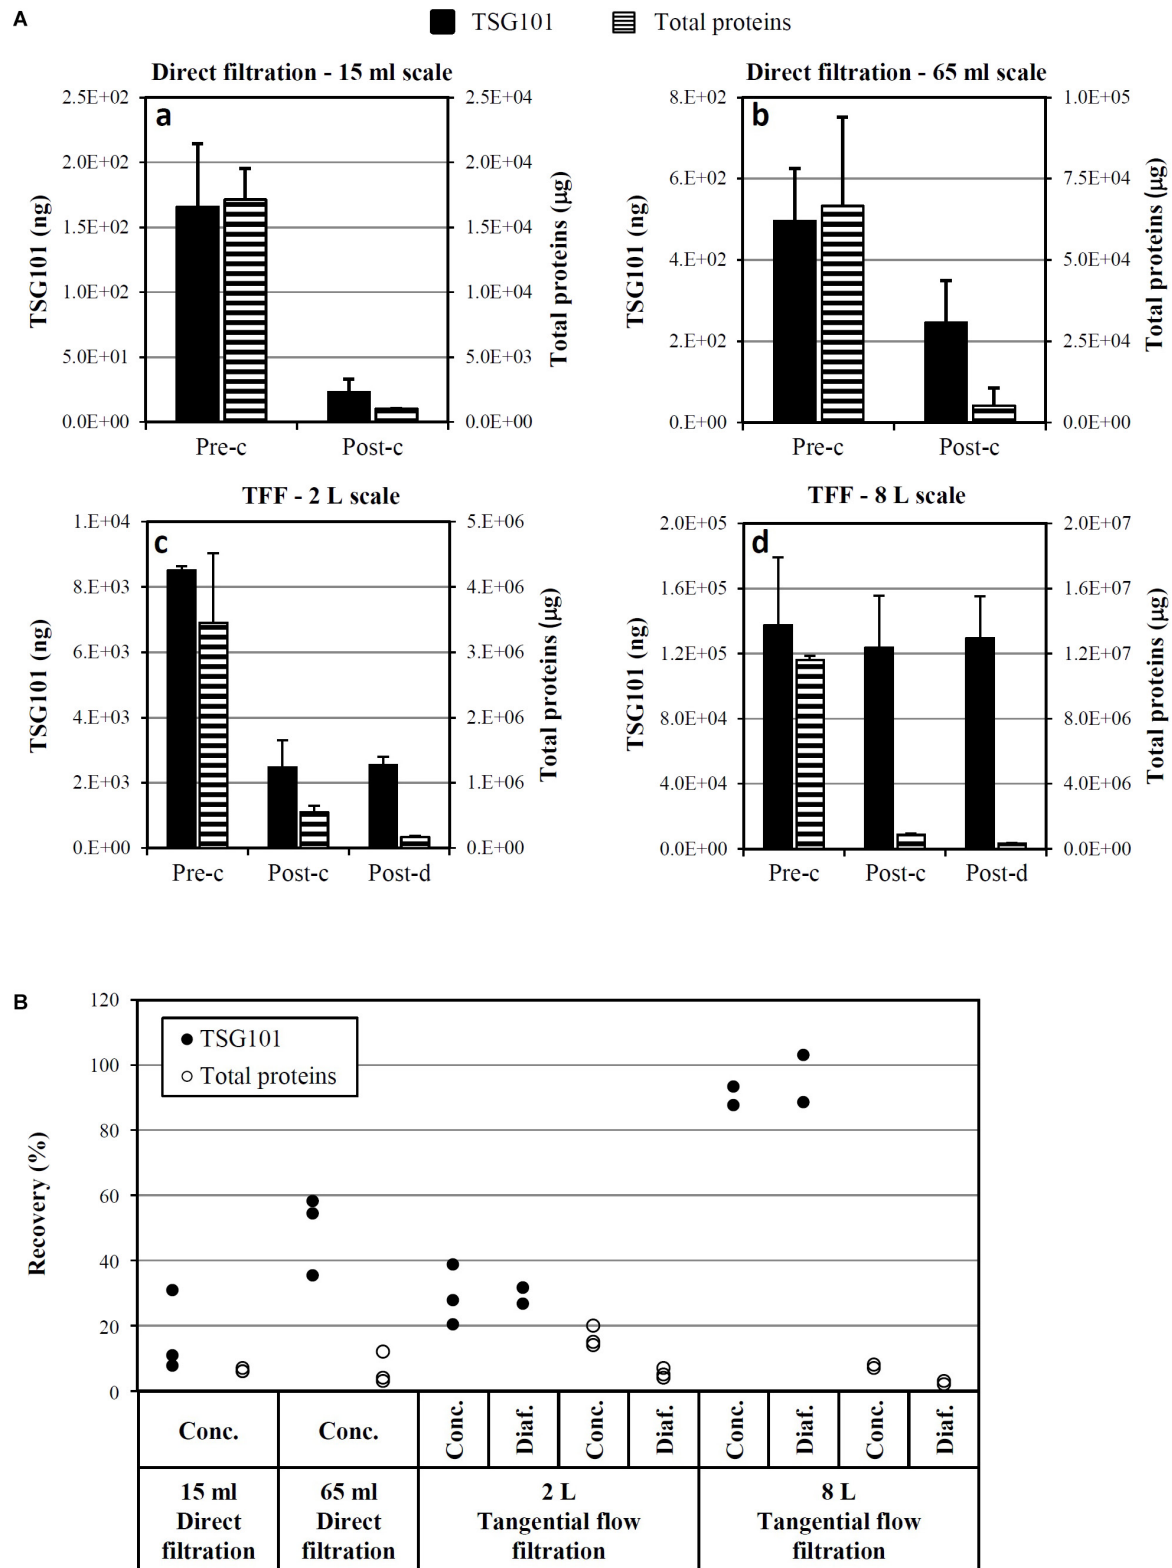 A
TSG101 Total proteins
Direct filtration - 15 ml scale
a
2.5E+02
2.0E+02
1.5E+02
1.0E+02
5.0E+01
0.0E+00
TSG101 (ng)
2.5E+04
2.0E+04
1.5E+04
1.0E+04
5.0E+03
0.0E+00
Total proteins (µg)
Pre-c Post-c
Direct filtration - 65 ml scale
b
8.E+02
6.E+02
4.E+02
2.E+02
0.E+00
TSG101 (ng)
1.0E+05
7.5E+04
5.0E+04
2.5E+04
0.0E+00
Total proteins (µg)
Pre-c Post-c
TFF - 2 L scale
c
1.E+04
8.E+03
6.E+03
4.E+03
2.E+03
0.E+00
TSG101 (ng)
5.E+06
4.E+06
3.E+06
2.E+06
1.E+06
0.E+00
Total proteins (µg)
Pre-c Post-c Post-d
TFF - 8 L scale
d
2.0E+05
1.6E+05
1.2E+05
8.0E+04
4.0E+04
0.0E+00
TSG101 (ng)
2.0E+07
1.6E+07
1.2E+07
8.0E+06
4.0E+06
0.0E+00
Total proteins (µg)
Pre-c Post-c Post-d
B
120
100
80
60
40
20
0
Recovery (%)
TSG101
Total proteins
Conc. Conc. Conc. Diaf. Conc. Diaf. Conc. Diaf. Conc. Diaf.
15 ml
Direct
filtration
65 ml
Direct
filtration
2 L
Tangential flow
filtration
8 L
Tangential flow
filtration